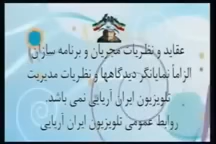 عقاید و نظریات مجریان و برنامه سازان
الزاماً نمایانگر دیدگاهها و نظریات مدیریت
تلویزیون ایران آریایی نمی باشد.
روابط عمومی تلویزیون ایران آریایی